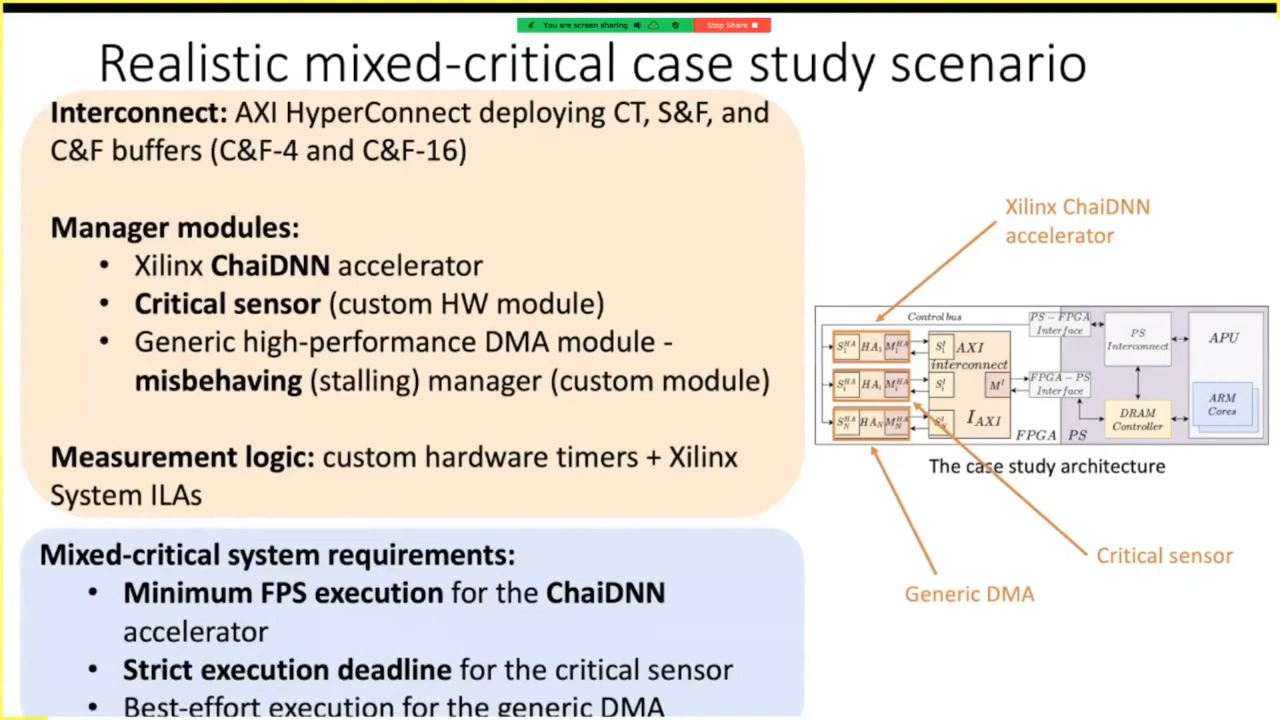 You are screen sharing
Stop Share
Realistic mixed-critical case study scenario
Interconnect: AXI HyperConnect deploying CT, S&F, and
C&F buffers (C&F-4 and C&F-16)
Manager modules:
• Xilinx ChaiDNN accelerator
• Critical sensor (custom HW module)
• Generic high-performance DMA module -
misbehaving (stalling) manager (custom module)
Measurement logic: custom hardware timers + Xilinx
System ILAs
Mixed-critical system requirements:
• Minimum FPS execution for the ChaiDNN
accelerator
• Strict execution deadline for the critical sensor
• Best-effort execution for the generic DMA
Xilinx ChaiDNN
accelerator
Control bus
PS-FPGA
Interface
PS
Interconnect
APU
AXI
interconnect
FPGA-PS
Interface
ARM
Cores
DRAM
Controller
I_AXI
FPGA
PS
The case study architecture
Critical sensor
Generic DMA